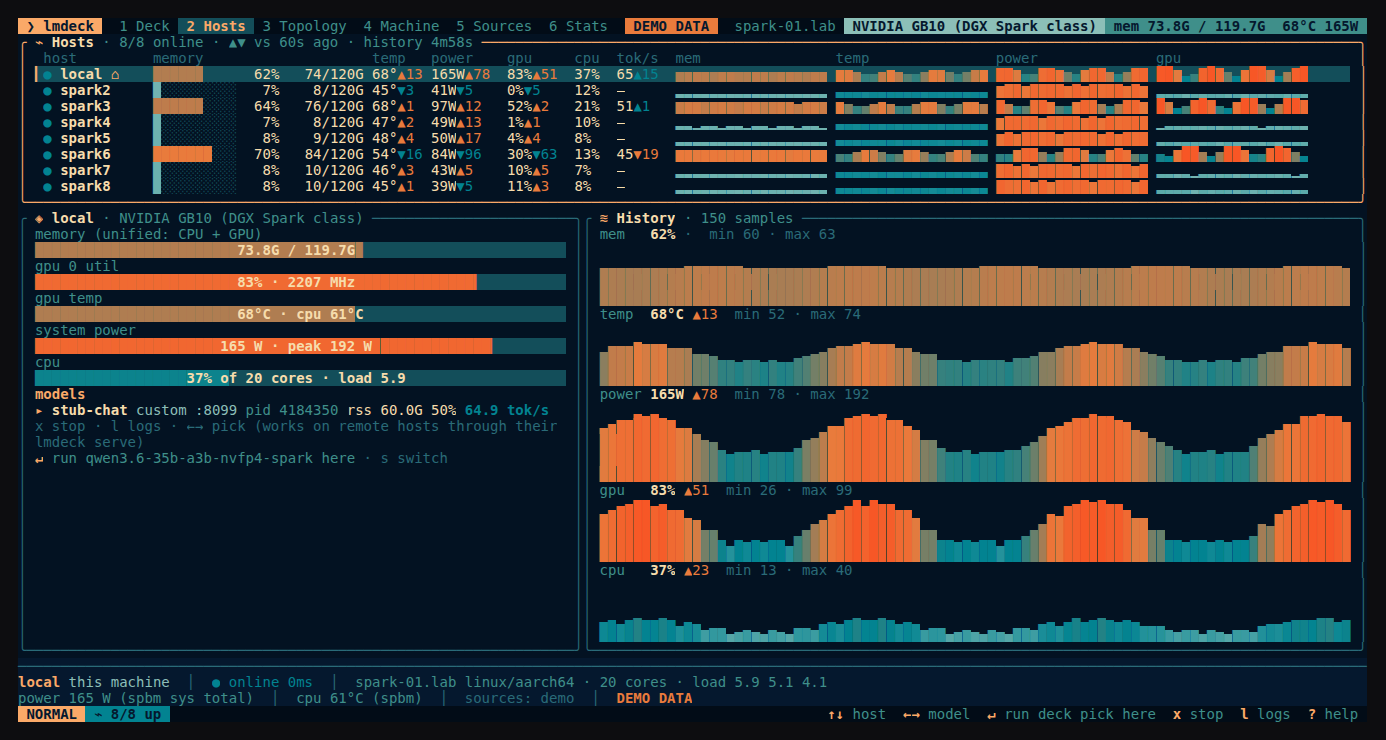 ❯ lmdeck  1 Deck  2 Hosts  3 Topology  4 Machine  5 Sources  6 Stats  DEMO DATA  spark-01.lab  NVIDIA GB10 (DGX Spark class)  mem 73.8G / 119.7G  68°C 165W
⌁ Hosts · 8/8 online · ▲▼ vs 60s ago · history 4m58s
host memory temp power gpu cpu tok/s mem temp power gpu
● local ⌂ 62% 74/120G 68°▲13 165W▲78 83%▲51 37% 65▲15
● spark2 7% 8/120G 45°▼3 41W▼5 0%▼5 12% —
● spark3 64% 76/120G 68°▲1 97W▲12 52%▲2 21% 51▲1
● spark4 7% 8/120G 47°▲2 49W▲13 1%▲1 10% —
● spark5 8% 9/120G 48°▲4 50W▲17 4%▲4 8% —
● spark6 70% 84/120G 54°▼16 84W▼96 30%▼63 13% 45▼19
● spark7 8% 10/120G 46°▲3 43W▲5 10%▲5 7% —
● spark8 8% 10/120G 45°▲1 39W▼5 11%▲3 8% —
◈ local · NVIDIA GB10 (DGX Spark class)
memory (unified: CPU + GPU)
73.8G / 119.7G
gpu 0 util
83% · 2207 MHz
gpu temp
68°C · cpu 61°C
system power
165 W · peak 192 W
cpu
37% of 20 cores · load 5.9
models
▸ stub-chat custom :8099 pid 4184350 rss 60.0G 50% 64.9 tok/s
x stop · l logs · ←→ pick (works on remote hosts through their
lmdeck serve)
↵ run qwen3.6-35b-a3b-nvfp4-spark here · s switch
≋ History · 150 samples
mem 62% · min 60 · max 63
temp 68°C ▲13 min 52 · max 74
power 165W ▲78 min 78 · max 192
gpu 83% ▲51 min 26 · max 99
cpu 37% ▲23 min 13 · max 40
local this machine │ ● online 0ms │ spark-01.lab linux/aarch64 · 20 cores · load 5.9 5.1 4.1
power 165 W (spbm sys total) │ cpu 61°C (spbm) │ sources: demo │ DEMO DATA
NORMAL ⌁ 8/8 up ↑↓ host ←→ model ↵ run deck pick here x stop l logs ? help